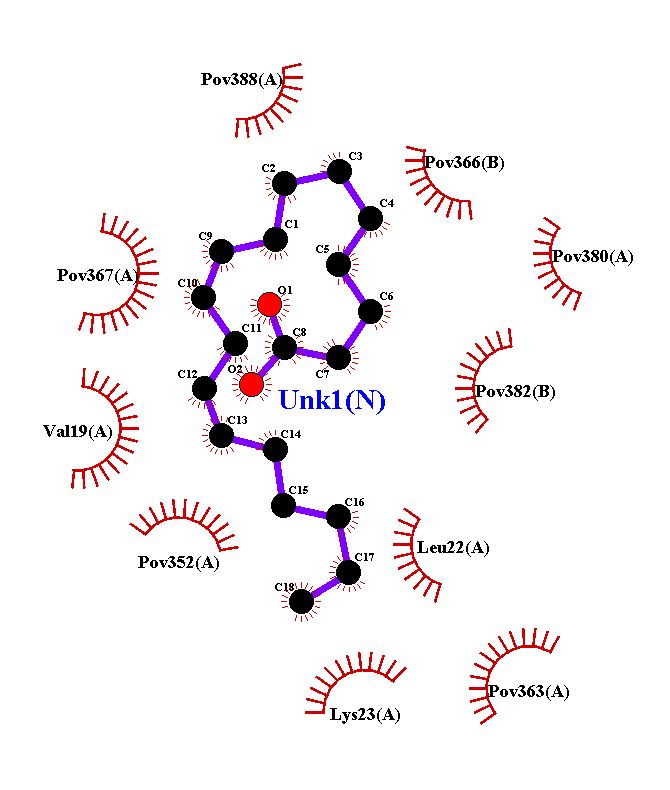 Pov388(A)
C3
Pov366(B)
C2
C4
C1
C9
C5
Pov380(A)
Pov367(A)
C10
O1
C6
C11
C8
O2
C7
C12
Unk1(N)
Pov382(B)
C13
Val19(A)
C14
C15
C16
Leu22(A)
Pov352(A)
C17
C18
Pov363(A)
Lys23(A)